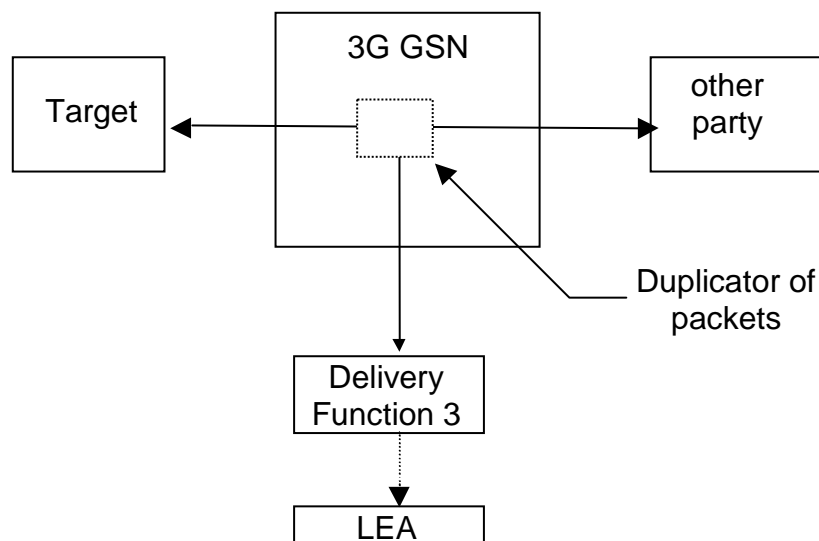 3G GSN
Target
other
party
Duplicator of
packets
Delivery
Function 3
LEA